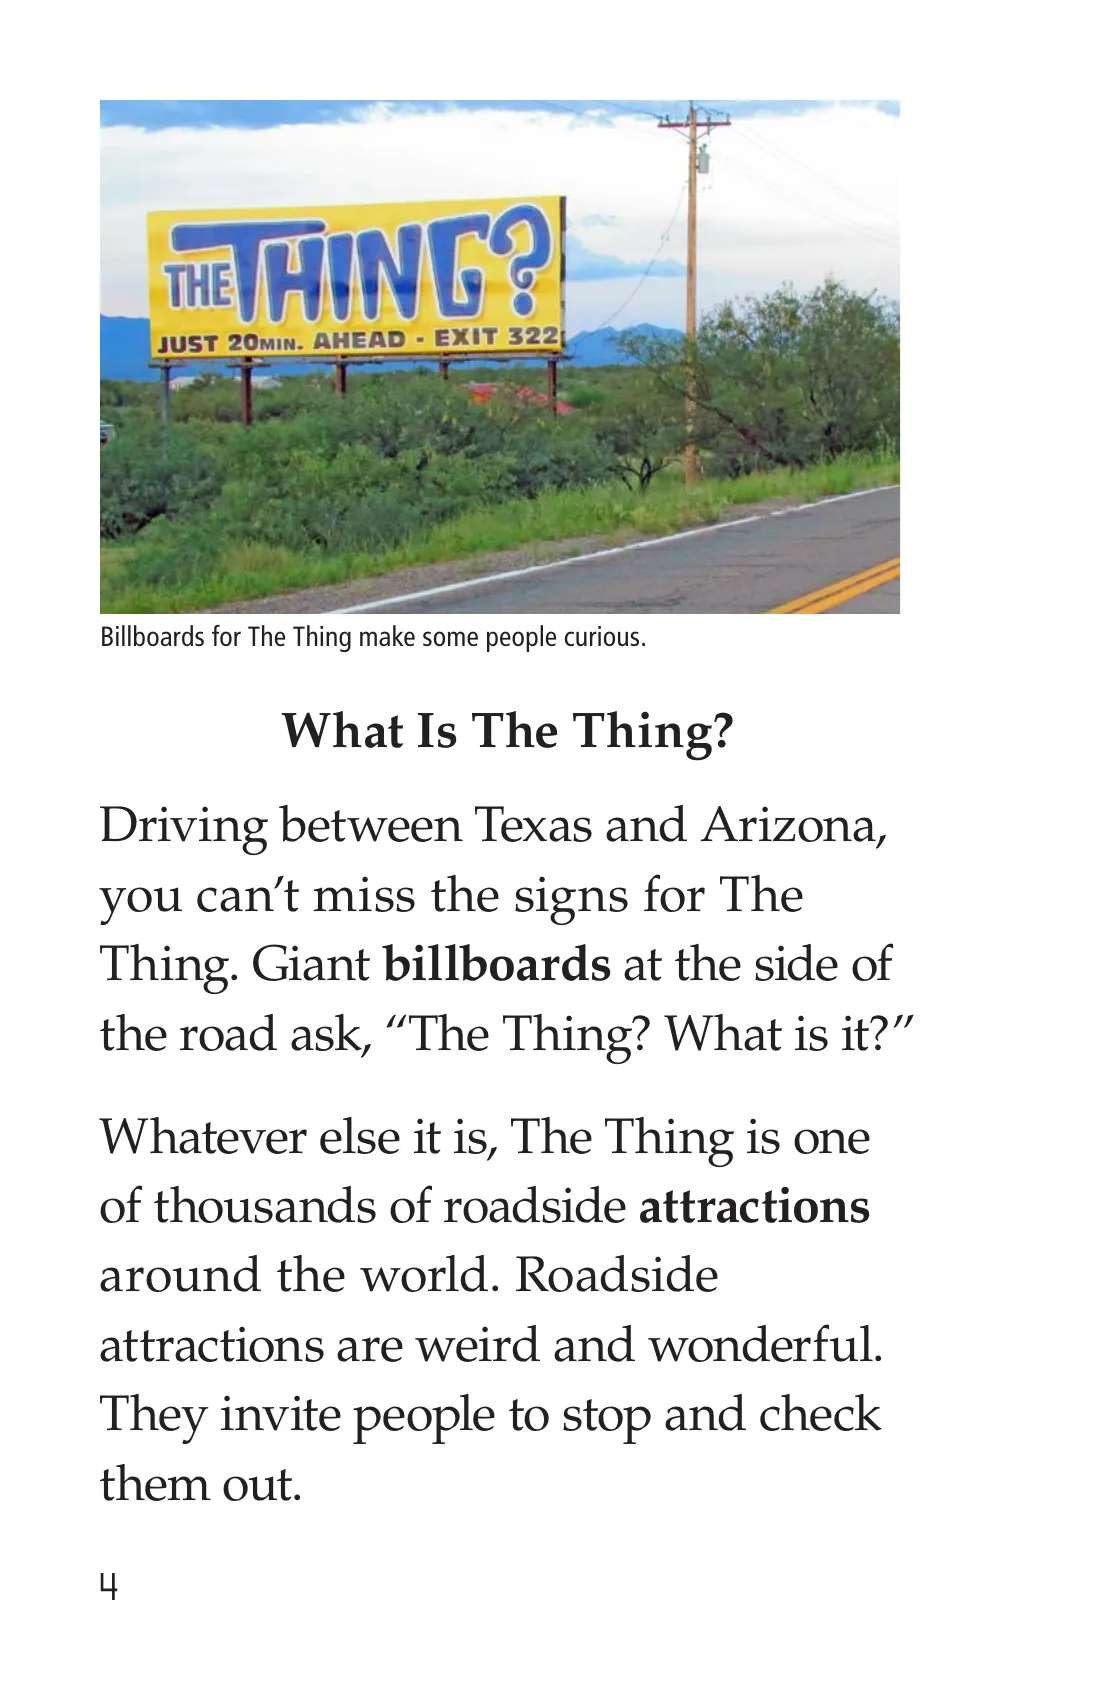 THE THING?
JUST 20 MIN. AHEAD - EXIT 322
Billboards for The Thing make some people curious.
What Is The Thing?
Driving between Texas and Arizona,
you can’t miss the signs for The
Thing. Giant billboards at the side of
the road ask, “The Thing? What is it?”
Whatever else it is, The Thing is one
of thousands of roadside attractions
around the world. Roadside
attractions are weird and wonderful.
They invite people to stop and check
them out.
4